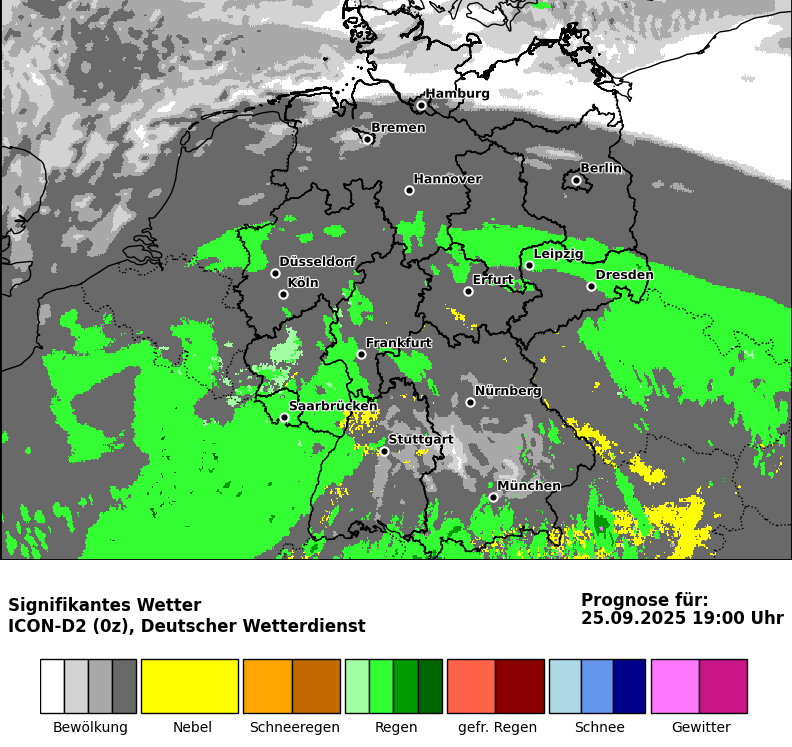 Hamburg
Bremen
Berlin
Hannover
Leipzig
Düsseldorf
Dresden
Köln
Erfurt
Frankfurt
Nürnberg
Saarbrücken
Stuttgart
München
Signifikantes Wetter
ICON-D2 (0z), Deutscher Wetterdienst
Prognose für:
25.09.2025 19:00 Uhr
Bewölkung Nebel Schneeregen Regen gefr. Regen Schnee Gewitter